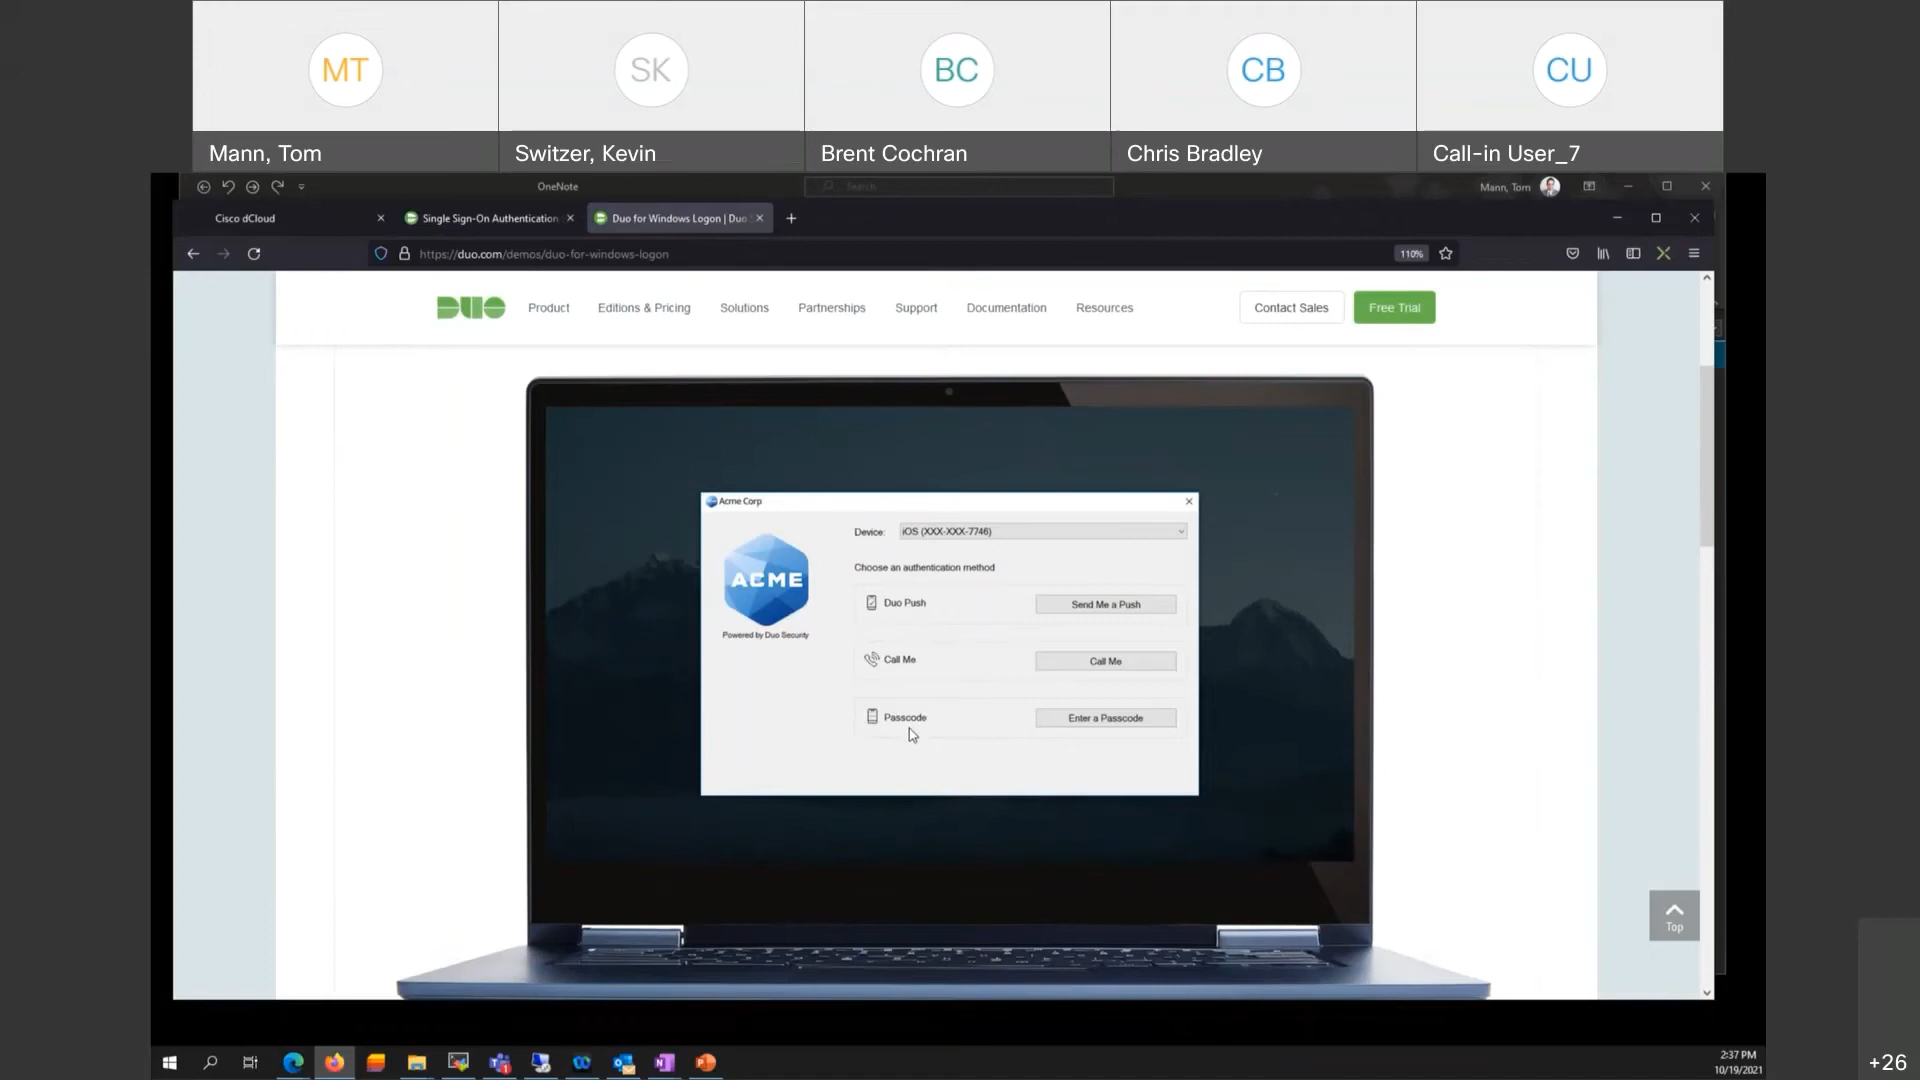 MT
SK
BC
CB
CU
Mann, Tom
Switzer, Kevin
Brent Cochran
Chris Bradley
Call-in User_7
OneNote
Search
Mann, Tom
Cisco dCloud
Single Sign-On Authentication
Duo for Windows Logon | Duo
https://duo.com/demos/duo-for-windows-logon
110%
DUO
Product
Editions & Pricing
Solutions
Partnerships
Support
Documentation
Resources
Contact Sales
Free Trial
Acme Corp
Device:
iOS (XXX-XXX-7746)
ACME
Powered by Duo Security
Choose an authentication method
Duo Push
Send Me a Push
Call Me
Call Me
Passcode
Enter a Passcode
Top
2:37 PM
10/19/2021
+26